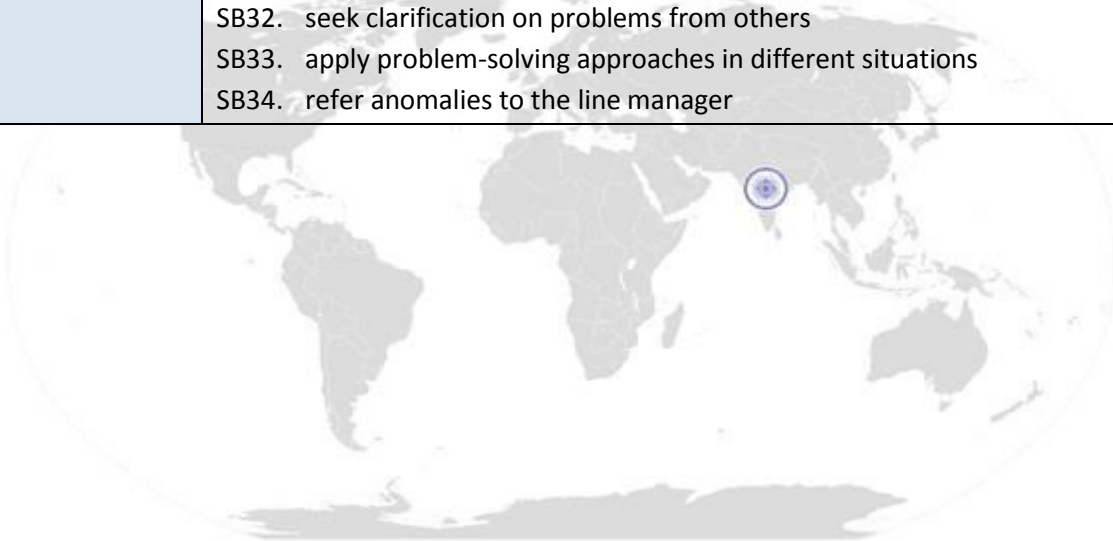 SB32. seek clarification on problems from others
SB33. apply problem-solving approaches in different situations
SB34. refer anomalies to the line manager